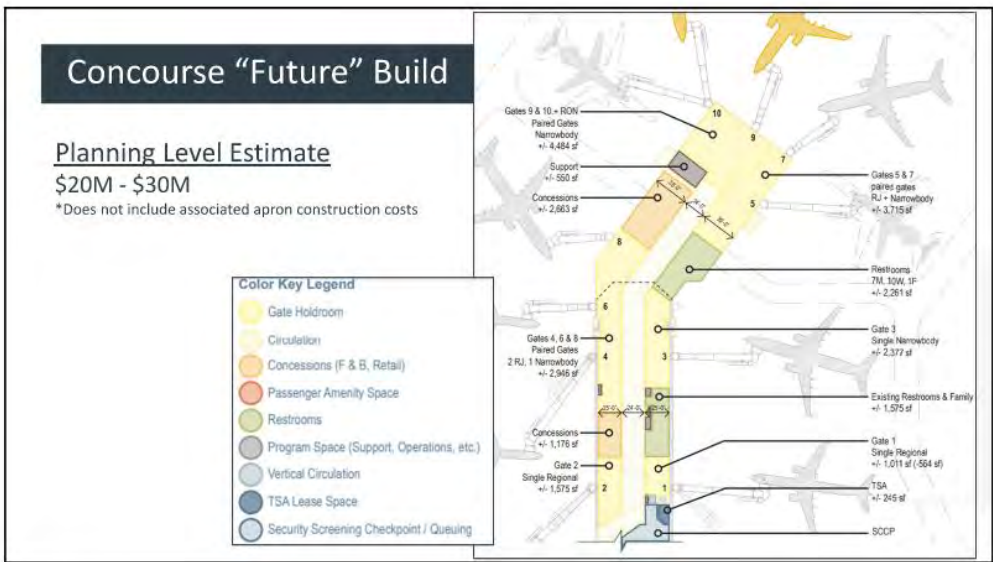 Concourse “Future” Build
Planning Level Estimate
$20M - $30M
*Does not include associated apron construction costs
Color Key Legend
Gate Holdroom
Circulation
Concessions (F & B, Retail)
Passenger Amenity Space
Restrooms
Program Space (Support, Operations, etc.)
Vertical Circulation
TSA Lease Space
Security Screening Checkpoint / Queuing
Gates 9 & 10 + RON
Paired Gates
Narrowbody
+/- 4,484 sf
Support
+/- 550 sf
Concessions
+/- 2,663 sf
Gates 4, 6 & 8
Paired Gates
2 RJ, 1 Narrowbody
+/- 2,946 sf
Concessions
+/- 1,176 sf
Gate 2
Single Regional
+/- 1,575 sf
10
9
7
5
8
6
4
3
25'-0"
24'-0"
25'-0"
2
1
Gates 5 & 7
paires gates
RJ + Narrowbody
+/- 3,715 sf
Restrooms
7M, 10W, 1F
+/- 2,261 sf
Gate 3
Single Narrowbody
+/- 2,377 sf
Existing Restrooms & Family
+/- 1,575 sf
Gate 1
Single Regional
+/- 1,011 sf (-564 sf)
TSA
+/- 245 sf
SCCP